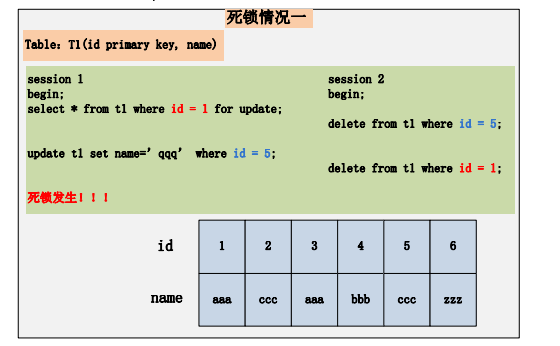 死锁情况一
Table: T1(id primary key, name)
session 1
session 2
begin;
begin;
select * from t1 where id = 1 for update;
delete from t1 where id = 5;
update t1 set name=’ qqq’ where id = 5;
delete from t1 where id = 1;
死锁发生！！！
id 1 2 3 4 5 6
name aaa ccc aaa bbb ccc zzz